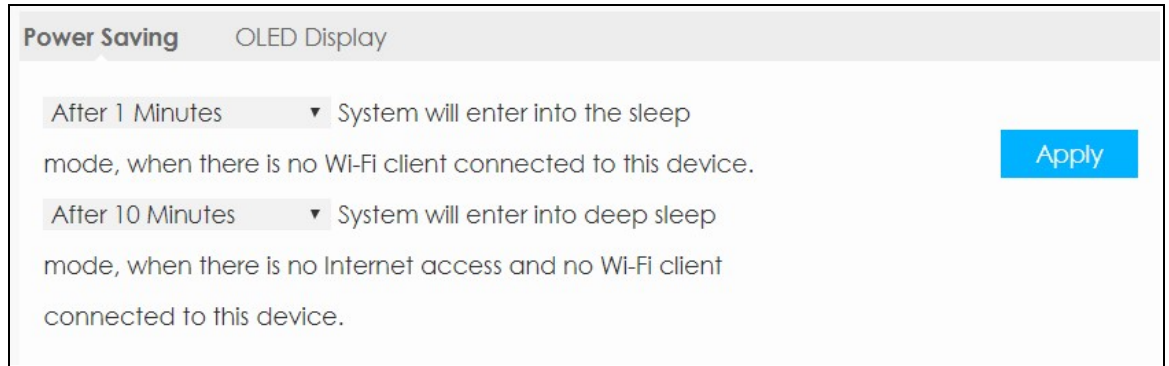 Power Saving OLED Display
After 1 Minutes ▼ System will enter into the sleep
mode, when there is no Wi-Fi client connected to this device.
Apply
After 10 Minutes ▼ System will enter into deep sleep
mode, when there is no Internet access and no Wi-Fi client
connected to this device.